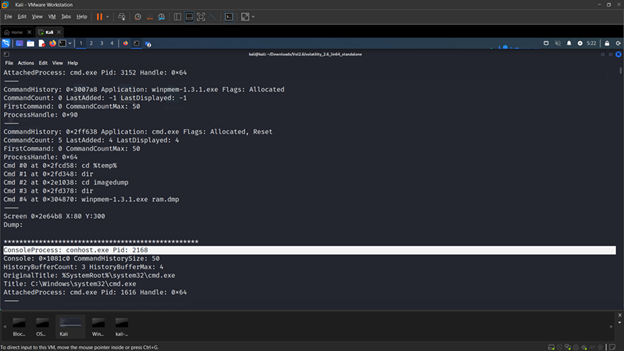 Kali - VMware Workstation
File Edit View VM Tabs Help
Home Kali
1 2 3 4 5:22
kali@kali: ~/Downloads/Vol2.6/volatility_2.6_lin64_standalone
File Actions Edit View Help
AttachedProcess: cmd.exe Pid: 3152 Handle: 0×64
——
CommandHistory: 0×3007a8 Application: winpmem-1.3.1.exe Flags: Allocated
CommandCount: 0 LastAdded: -1 LastDisplayed: -1
FirstCommand: 0 CommandCountMax: 50
ProcessHandle: 0×90
——
CommandHistory: 0×2ff638 Application: cmd.exe Flags: Allocated, Reset
CommandCount: 5 LastAdded: 4 LastDisplayed: 4
FirstCommand: 0 CommandCountMax: 50
ProcessHandle: 0×64
Cmd #0 at 0×2fcd58: cd %temp%
Cmd #1 at 0×2fd348: dir
Cmd #2 at 0×2e1038: cd imagedump
Cmd #3 at 0×2fd378: dir
Cmd #4 at 0×304870: winpmem-1.3.1.exe ram.dmp
——
Screen 0×2e64b8 X:80 Y:300
Dump:
**************************************************
ConsoleProcess: conhost.exe Pid: 2168
Console: 0×1081c0 CommandHistorySize: 50
HistoryBufferCount: 3 HistoryBufferMax: 4
OriginalTitle: %SystemRoot%\system32\cmd.exe
Title: C:\Windows\system32\cmd.exe
AttachedProcess: cmd.exe Pid: 1616 Handle: 0×64
——
Bloc... OS... Kali Win... kali-...
To direct input to this VM, move the mouse pointer inside or press Ctrl+G.